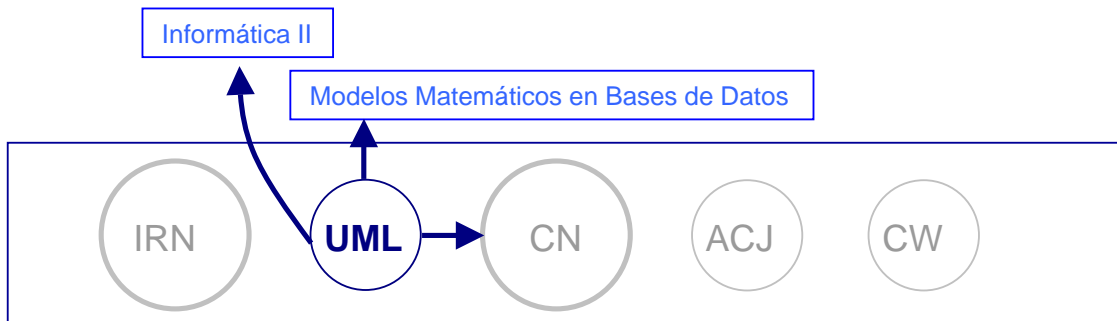 Informática II
Modelos Matemáticos en Bases de Datos
IRN
UML
CN
ACJ
CW